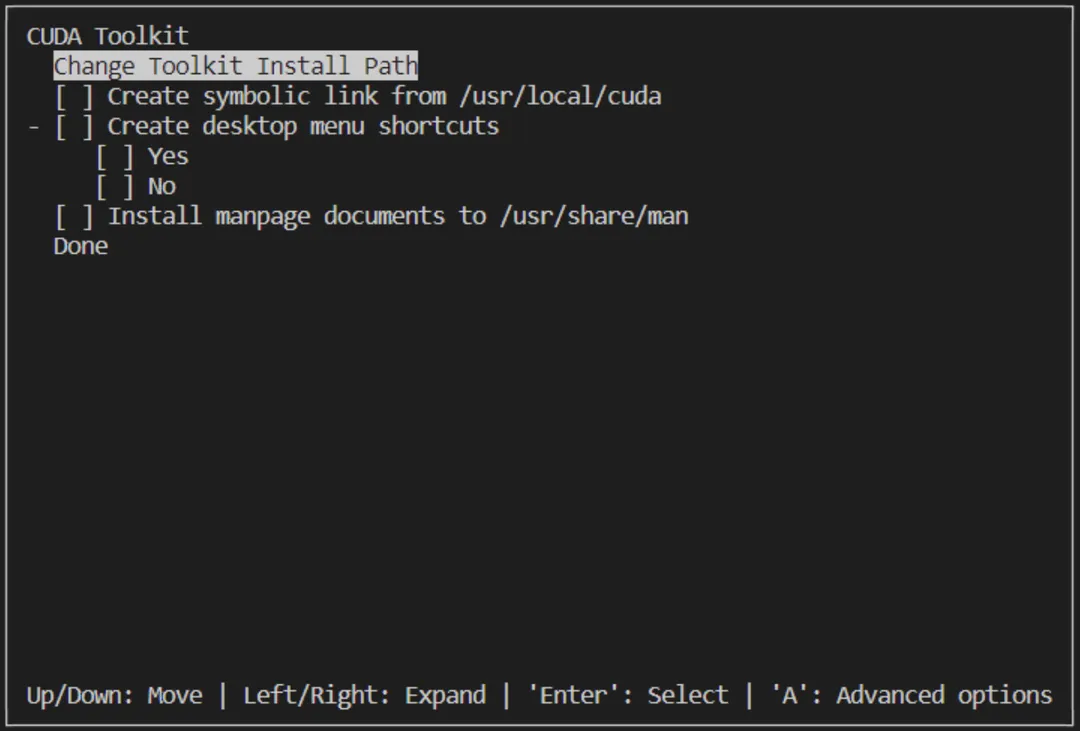 CUDA Toolkit
Change Toolkit Install Path
[ ] Create symbolic link from /usr/local/cuda
- [ ] Create desktop menu shortcuts
[ ] Yes
[ ] No
[ ] Install manpage documents to /usr/share/man
Done
Up/Down: Move | Left/Right: Expand | 'Enter': Select | 'A': Advanced options